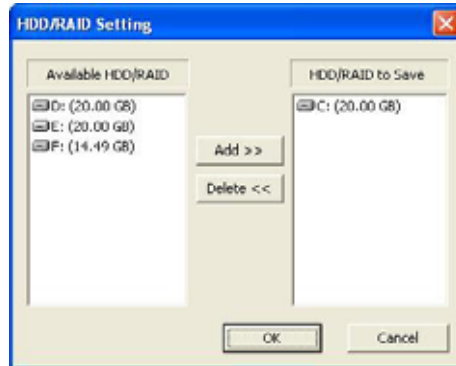 HDD/RAID Setting
Available HDD/RAID
HDD/RAID to Save
D: (20.00 GB)
E: (20.00 GB)
F: (14.49 GB)
C: (20.00 GB)
Add >>
Delete <<
OK
Cancel